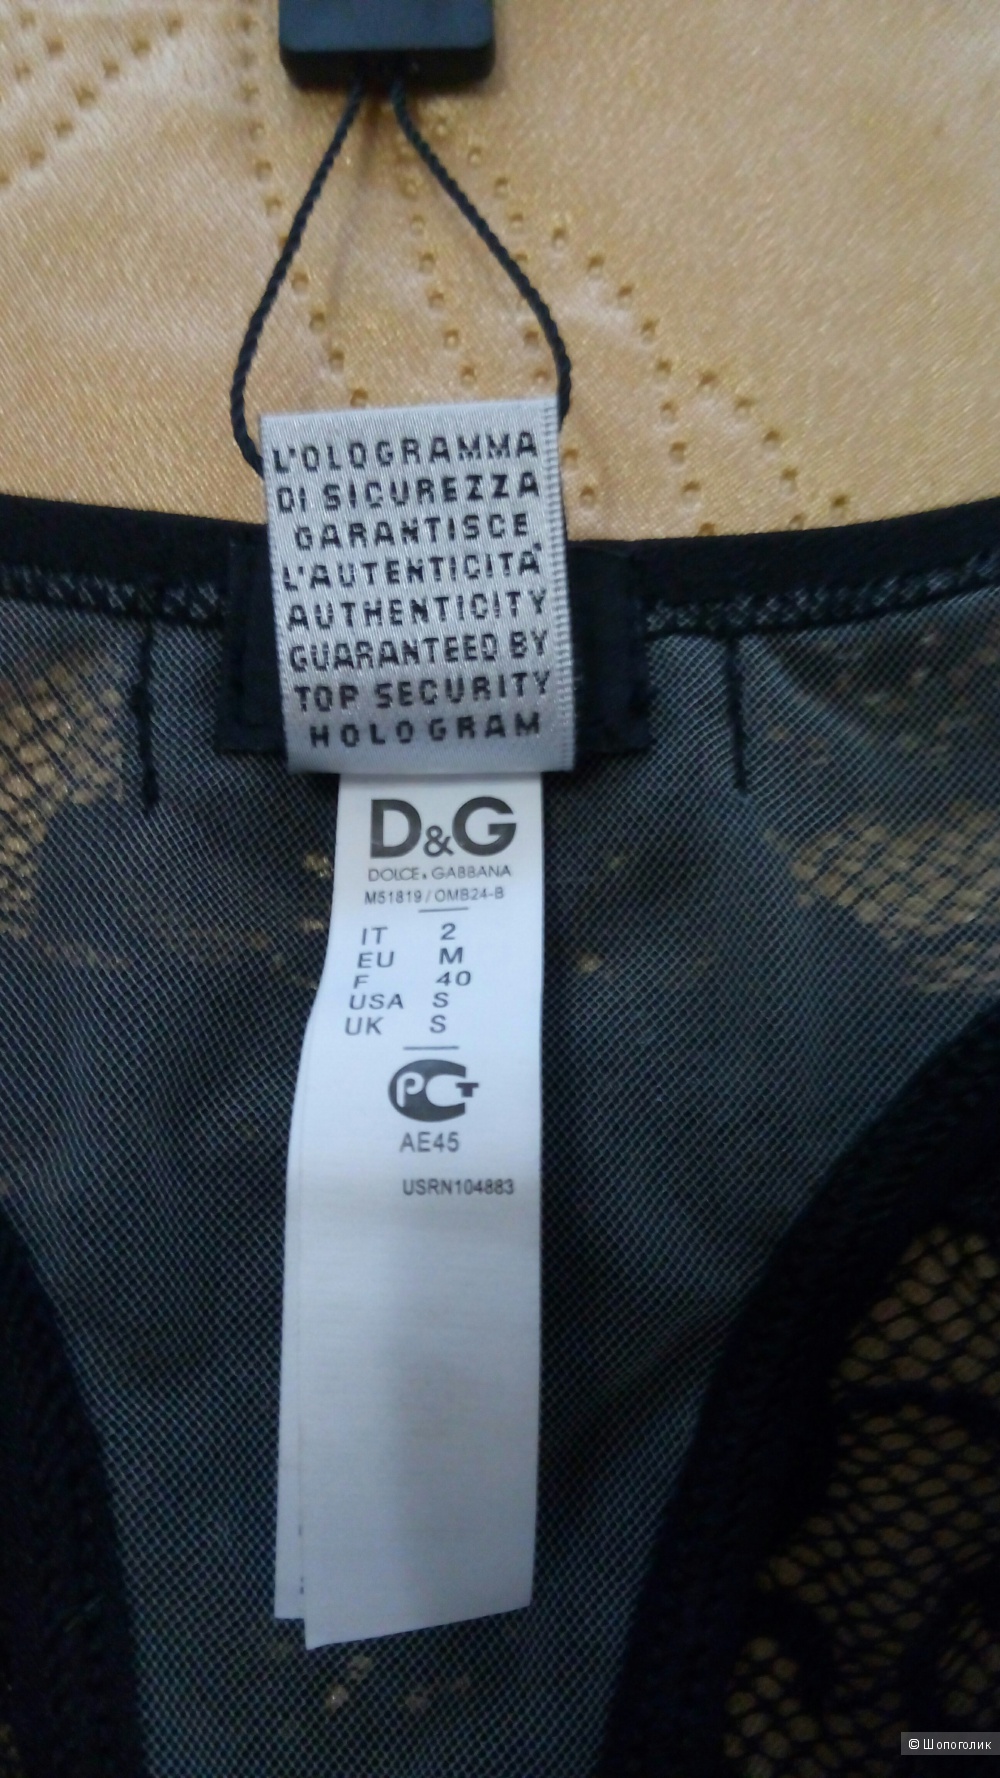 L'OLOGRAMMA
DI SICUREZZA
GARANTISCE
L'AUTENTICITA'
AUTHENTICITY
GUARANTEED BY
TOP SECURITY
HOLOGRAM
D&G
DOLCE & GABBANA
M51819 / OMB24-B
IT 2
EU M
F 40
USA S
UK S
PCT
AE45
USRN104883
© Шопоголик